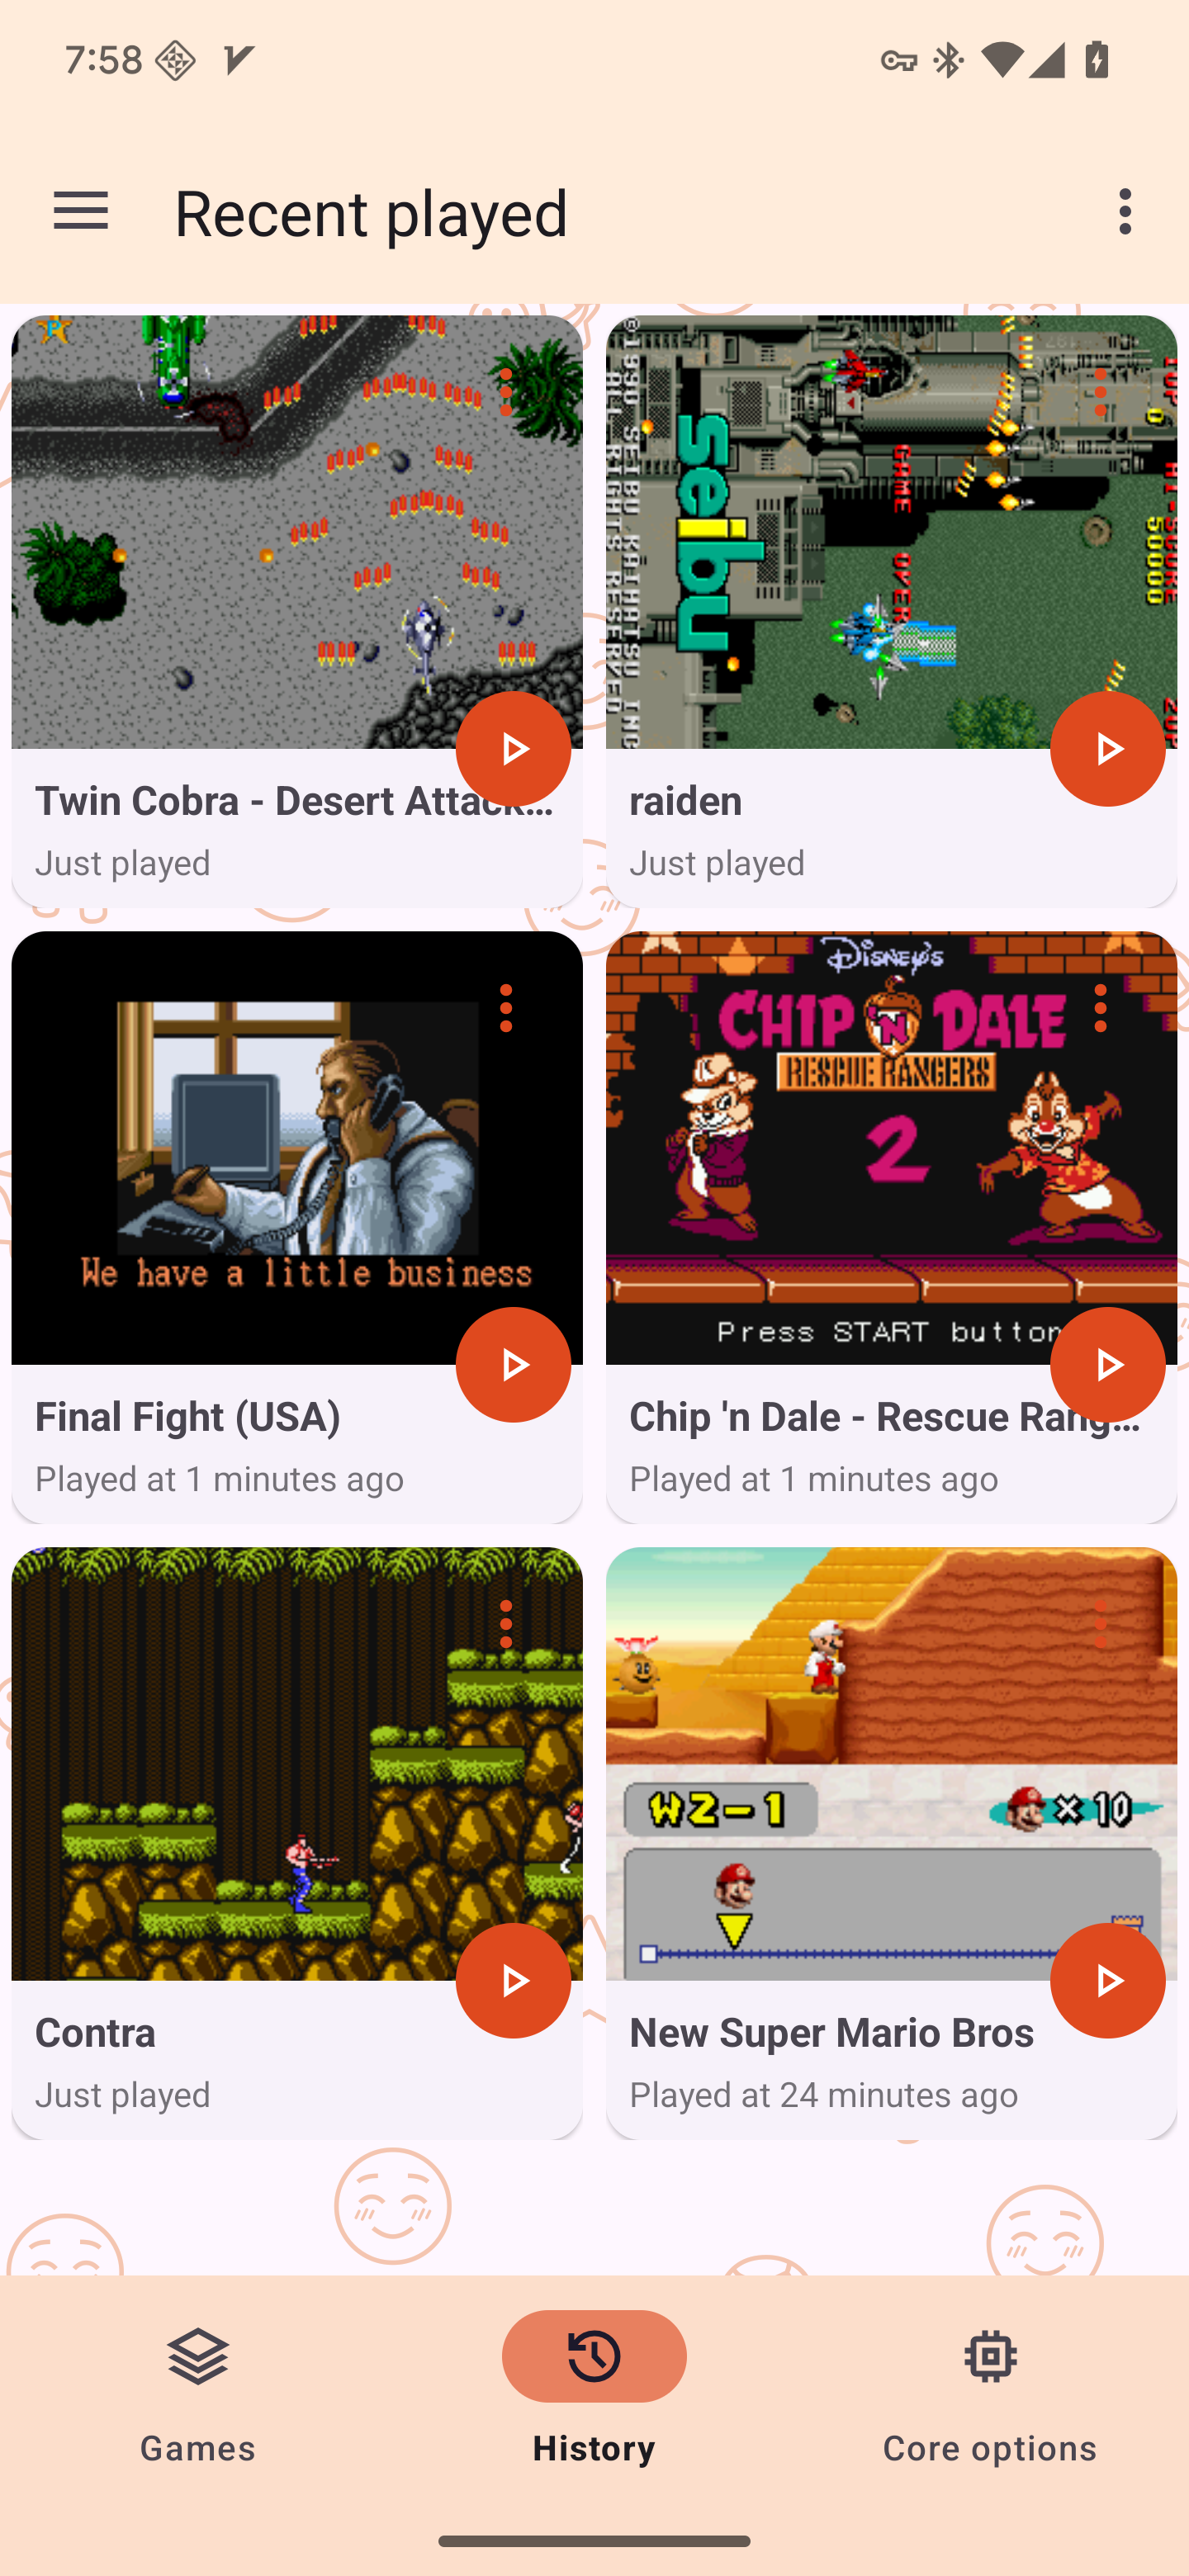 7:58
Recent played
P
©1990 SEIBU KAIHATSU INC.
ALL RIGHTS RESERVED
seibu
GAME OVER
1UP 0
HI-SCORE
50000
2UP
Twin Cobra - Desert Attack...
Just played
raiden
Just played
We have a little business
DISNEY'S
CHIP 'N DALE
RESCUE RANGERS
2
Press START button
Final Fight (USA)
Played at 1 minutes ago
Chip 'n Dale - Rescue Rang...
Played at 1 minutes ago
W2-1
×10
Contra
Just played
New Super Mario Bros
Played at 24 minutes ago
Games
History
Core options